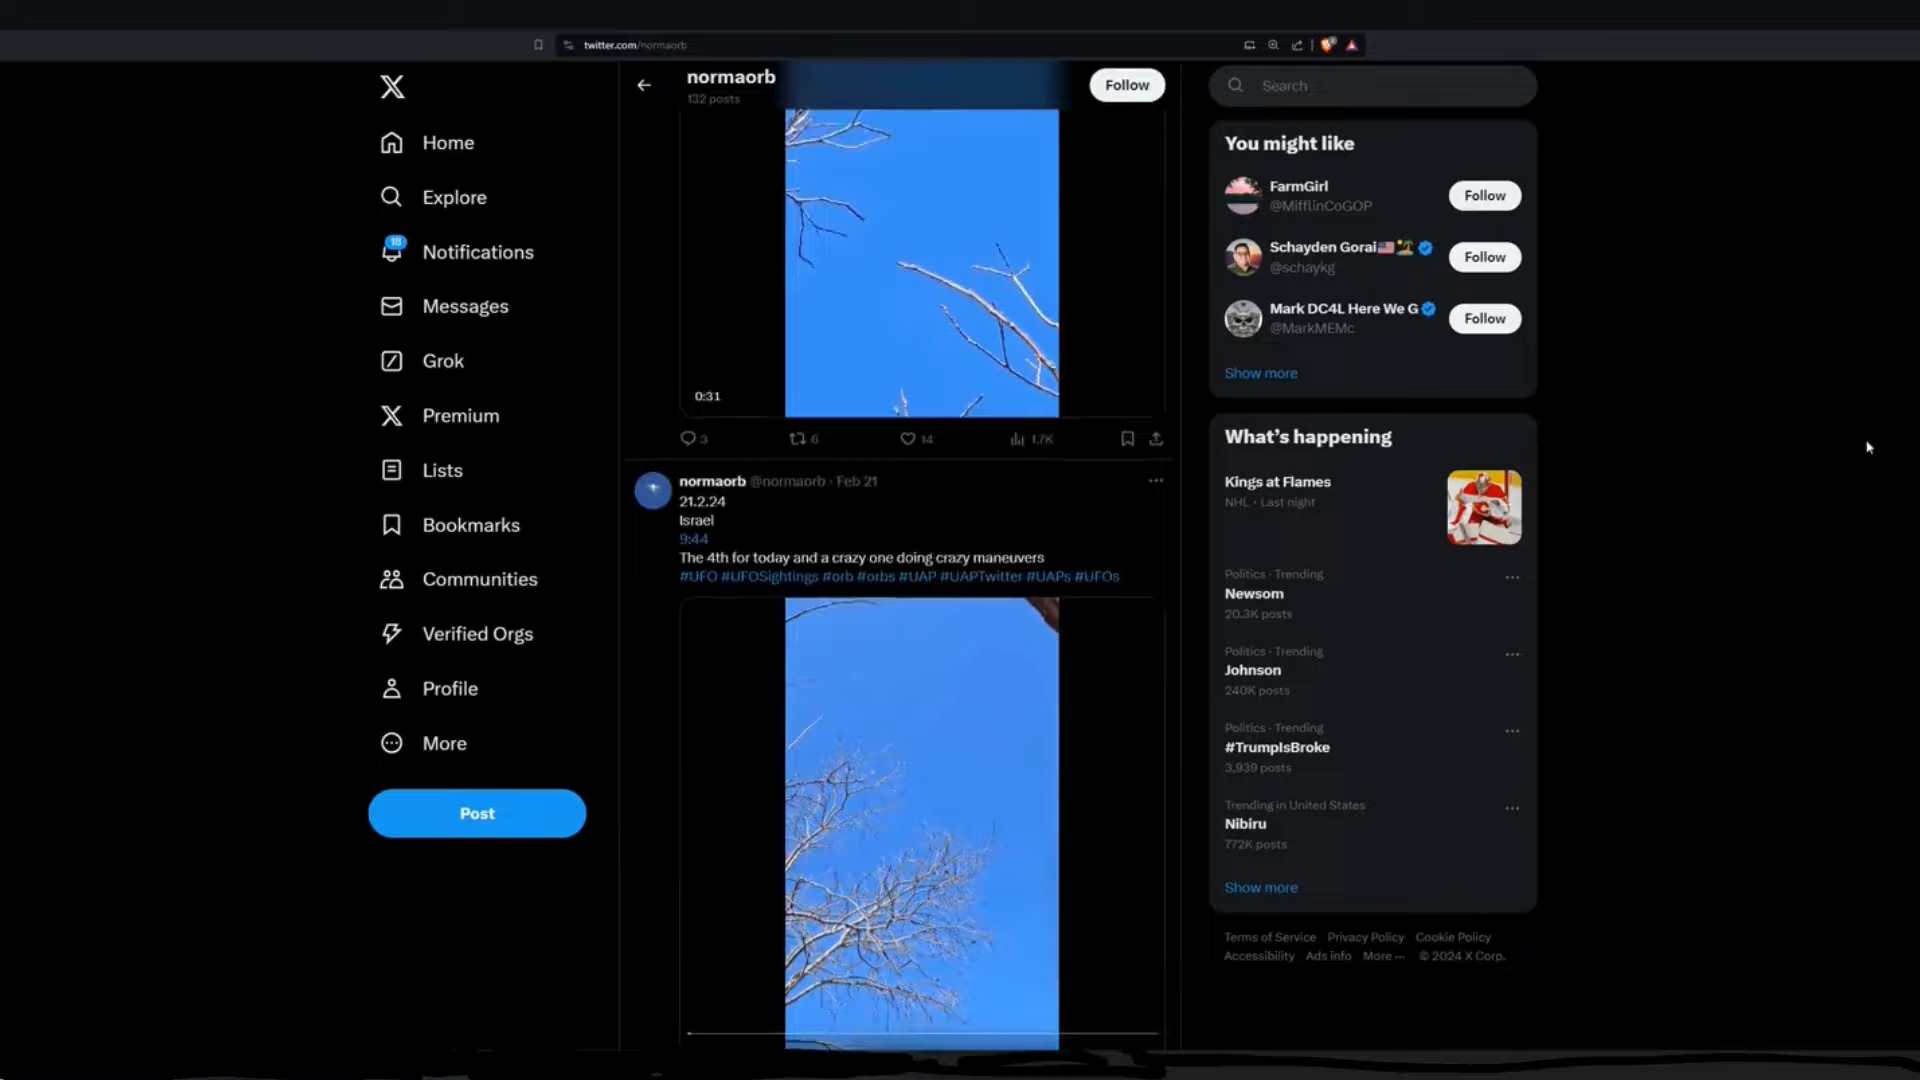 twitter.com/normaorb
Home
Explore
18
Notifications
Messages
Grok
Premium
Lists
Bookmarks
Communities
Verified Orgs
Profile
More
Post
normaorb
132 posts
Follow
0:31
3 6 14 1.7K
normaorb @normaorb · Feb 21
21.2.24
Israel
9:44
The 4th for today and a crazy one doing crazy maneuvers
#UFO #UFOSightings #orb #orbs #UAP #UAPTwitter #UAPs #UFOs
Search
You might like
FarmGirl
@MifflinCoGOP
Follow
Schayden Gorai
@schaykg
Follow
Mark DC4L Here We G
@MarkMEMc
Follow
Show more
What's happening
Kings at Flames
NHL · Last night
Politics · Trending
Newsom
20.3K posts
Politics · Trending
Johnson
240K posts
Politics · Trending
#TrumpIsBroke
3,939 posts
Trending in United States
Nibiru
772K posts
Show more
Terms of Service Privacy Policy Cookie Policy
Accessibility Ads info More ··· © 2024 X Corp.